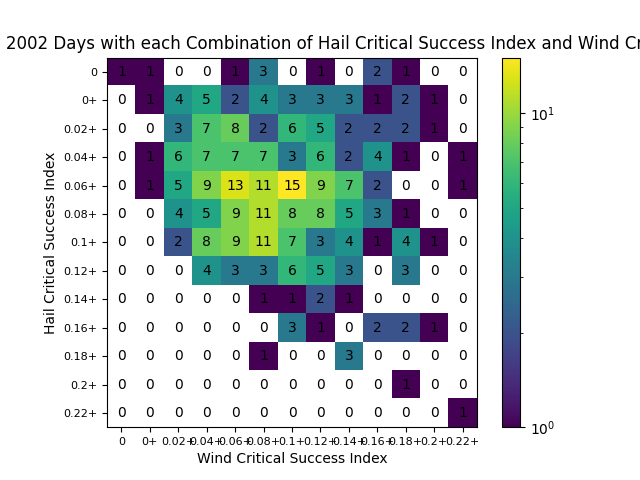 2002 Days with each Combination of Hail Critical Success Index and Wind Cr
0 1 1 0 0 1 3 0 1 0 2 1 0 0
0+ 0 1 4 5 2 4 3 3 3 1 2 1 0
0.02+ 0 0 3 7 8 2 6 5 2 2 2 1 0
0.04+ 0 1 6 7 7 7 3 6 2 4 1 0 1
0.06+ 0 1 5 9 13 11 15 9 7 2 0 0 1
0.08+ 0 0 4 5 9 11 8 8 5 3 1 0 0
0.1+ 0 0 2 8 9 11 7 3 4 1 4 1 0
0.12+ 0 0 0 4 3 3 6 5 3 0 3 0 0
0.14+ 0 0 0 0 0 1 1 2 1 0 0 0 0
0.16+ 0 0 0 0 0 0 3 1 0 2 2 1 0
0.18+ 0 0 0 0 0 1 0 0 3 0 0 0 0
0.2+ 0 0 0 0 0 0 0 0 0 0 1 0 0
0.22+ 0 0 0 0 0 0 0 0 0 0 0 0 1
0 0+ 0.02+ 0.04+ 0.06+ 0.08+ 0.1+ 0.12+ 0.14+ 0.16+ 0.18+ 0.2+ 0.22+
Wind Critical Success Index
Hail Critical Success Index
10¹
10⁰